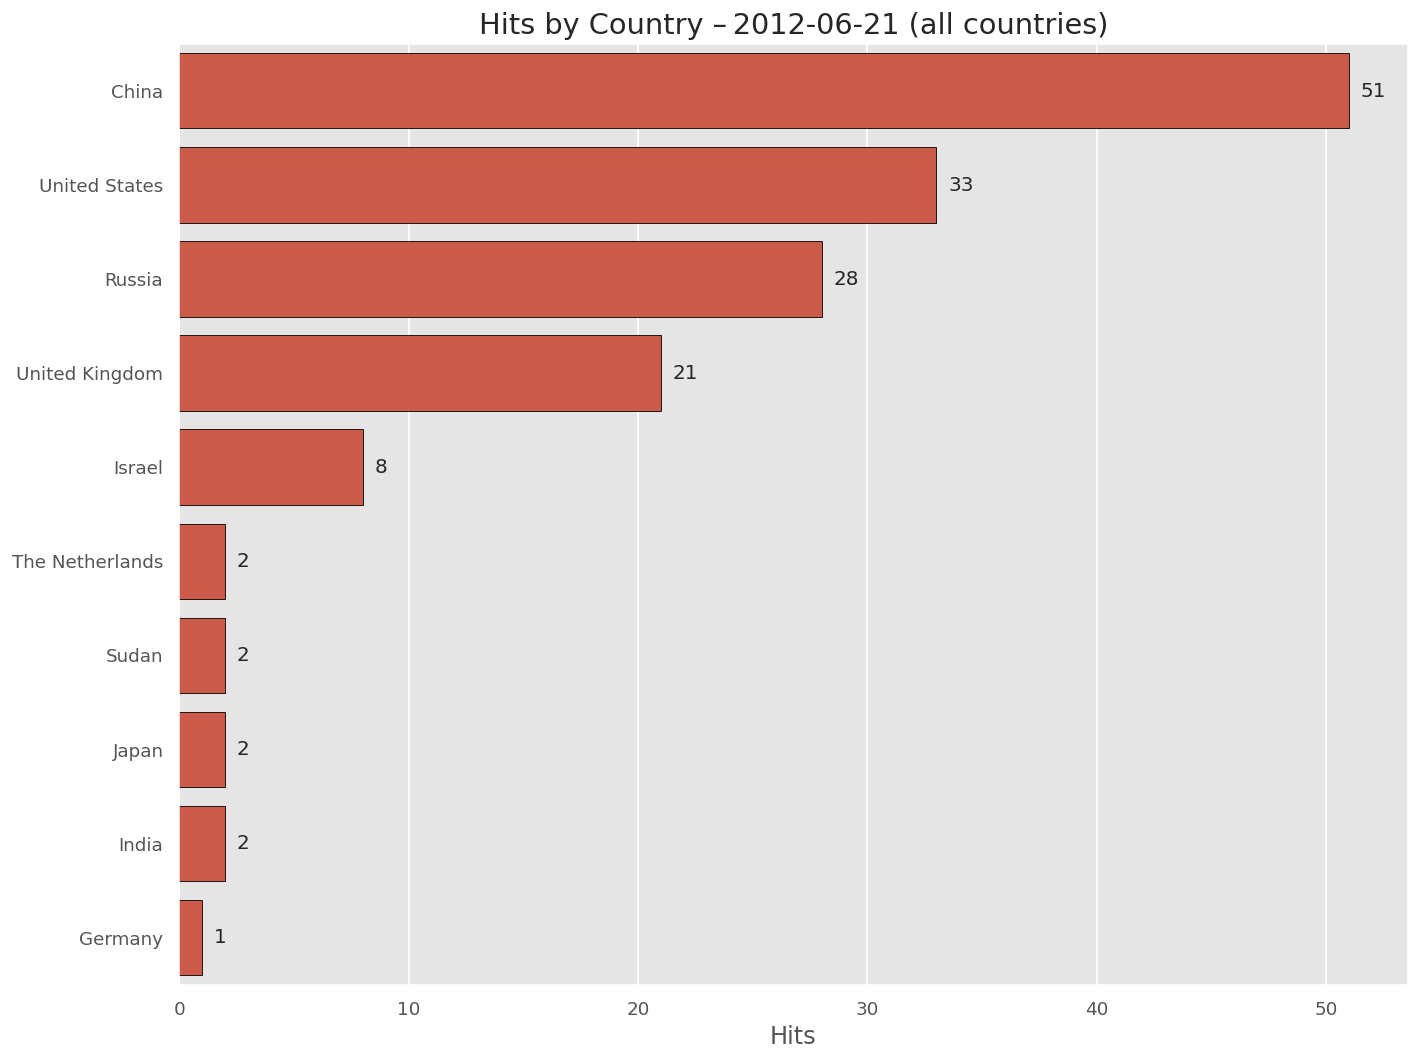 Hits by Country – 2012-06-21 (all countries)
China 51
United States 33
Russia 28
United Kingdom 21
Israel 8
The Netherlands 2
Sudan 2
Japan 2
India 2
Germany 1
0 10 20 30 40 50
Hits